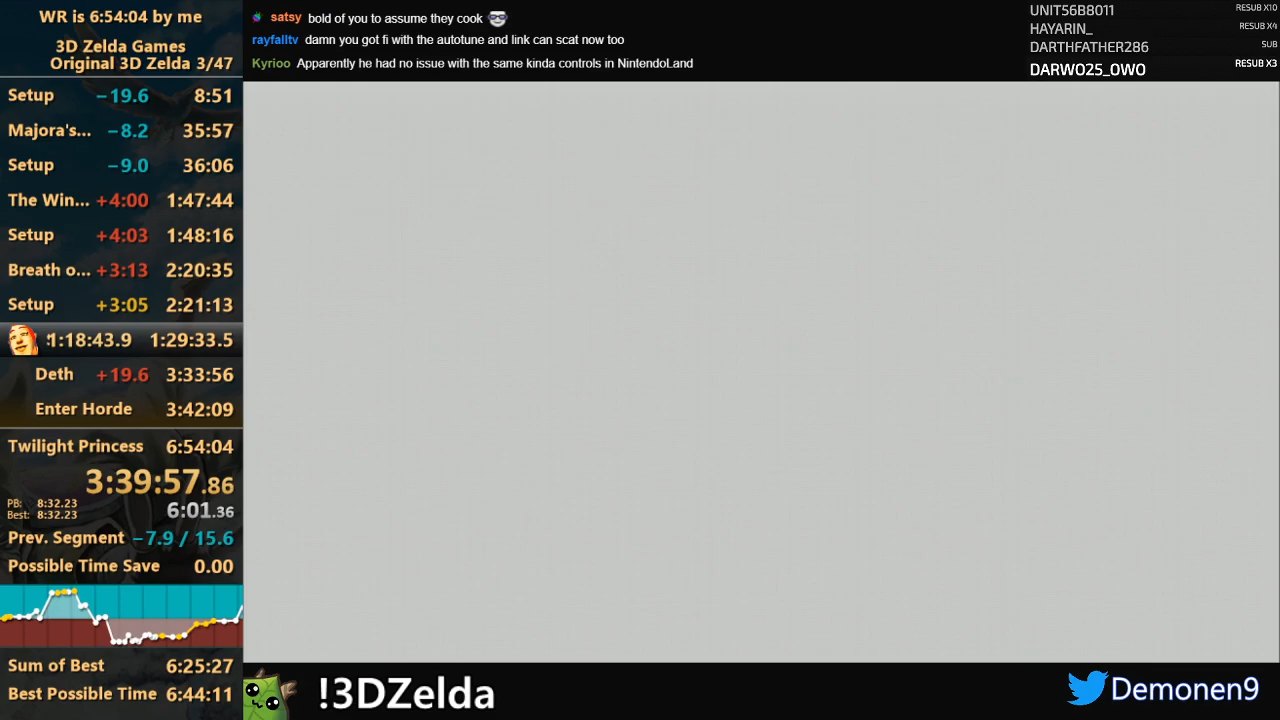 WR is 6:54:04 by me
3D Zelda Games
Original 3D Zelda 3/47
Setup −19.6 8:51
Majora's... −8.2 35:57
Setup −9.0 36:06
The Win... +4:00 1:47:44
Setup +4:03 1:48:16
Breath o... +3:13 2:20:35
Setup +3:05 2:21:13
1:18:43.9 1:29:33.5
Deth +19.6 3:33:56
Enter Horde 3:42:09
Twilight Princess 6:54:04
3:39:57.86
PB: 8:32.23
Best: 8:32.23
6:01.36
Prev. Segment −7.9 / 15.6
Possible Time Save 0.00
Sum of Best 6:25:27
Best Possible Time 6:44:11
satsy bold of you to assume they cook
rayfalltv damn you got fi with the autotune and link can scat now too
Kyrioo Apparently he had no issue with the same kinda controls in NintendoLand
UNIT56B8011 RESUB X10
HAYARIN_ RESUB X4
DARTHFATHER286 SUB
DARWO25_OWO RESUB X3
!3DZelda
Demonen9